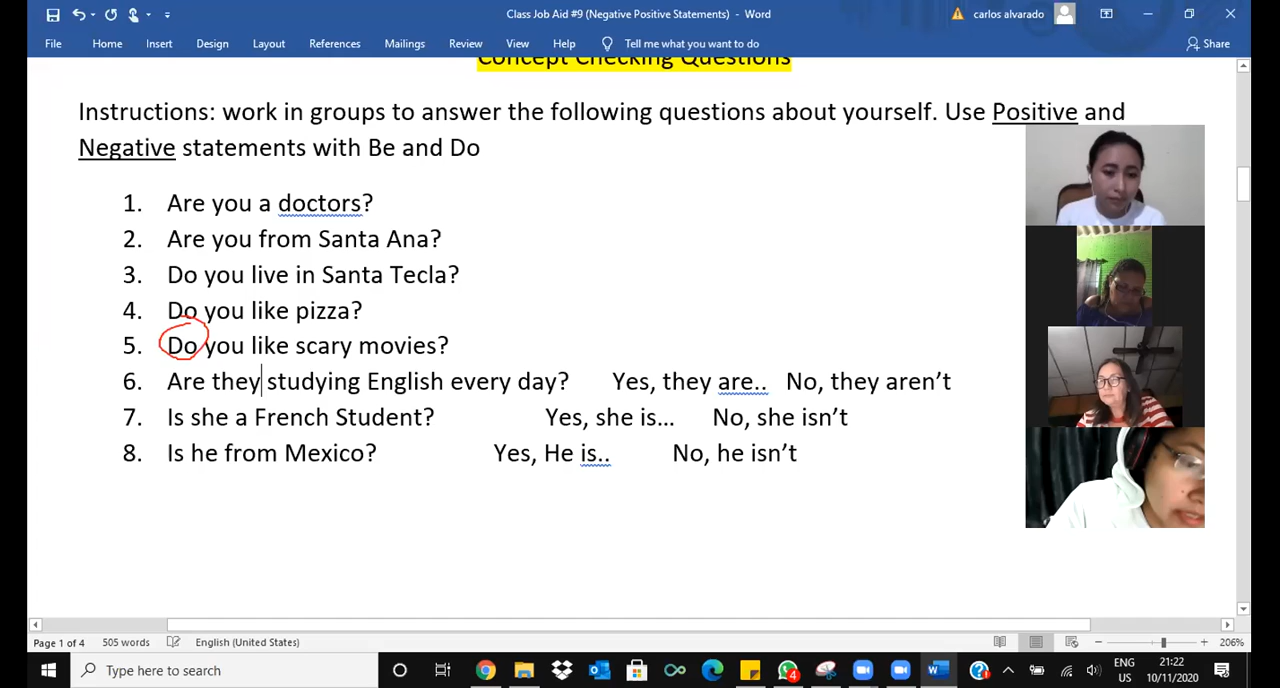 Class Job Aid #9 (Negative Positive Statements) - Word
carlos alvarado
File Home Insert Design Layout References Mailings Review View Help Tell me what you want to do Share
Concept Checking Questions
Instructions: work in groups to answer the following questions about yourself. Use Positive and
Negative statements with Be and Do
1. Are you a doctors?
2. Are you from Santa Ana?
3. Do you live in Santa Tecla?
4. Do you like pizza?
5. Do you like scary movies?
6. Are they studying English every day? Yes, they are.. No, they aren't
7. Is she a French Student? Yes, she is... No, she isn't
8. Is he from Mexico? Yes, He is.. No, he isn't
Page 1 of 4 505 words English (United States) 206%
Type here to search
4
ENG
US
21:22
10/11/2020